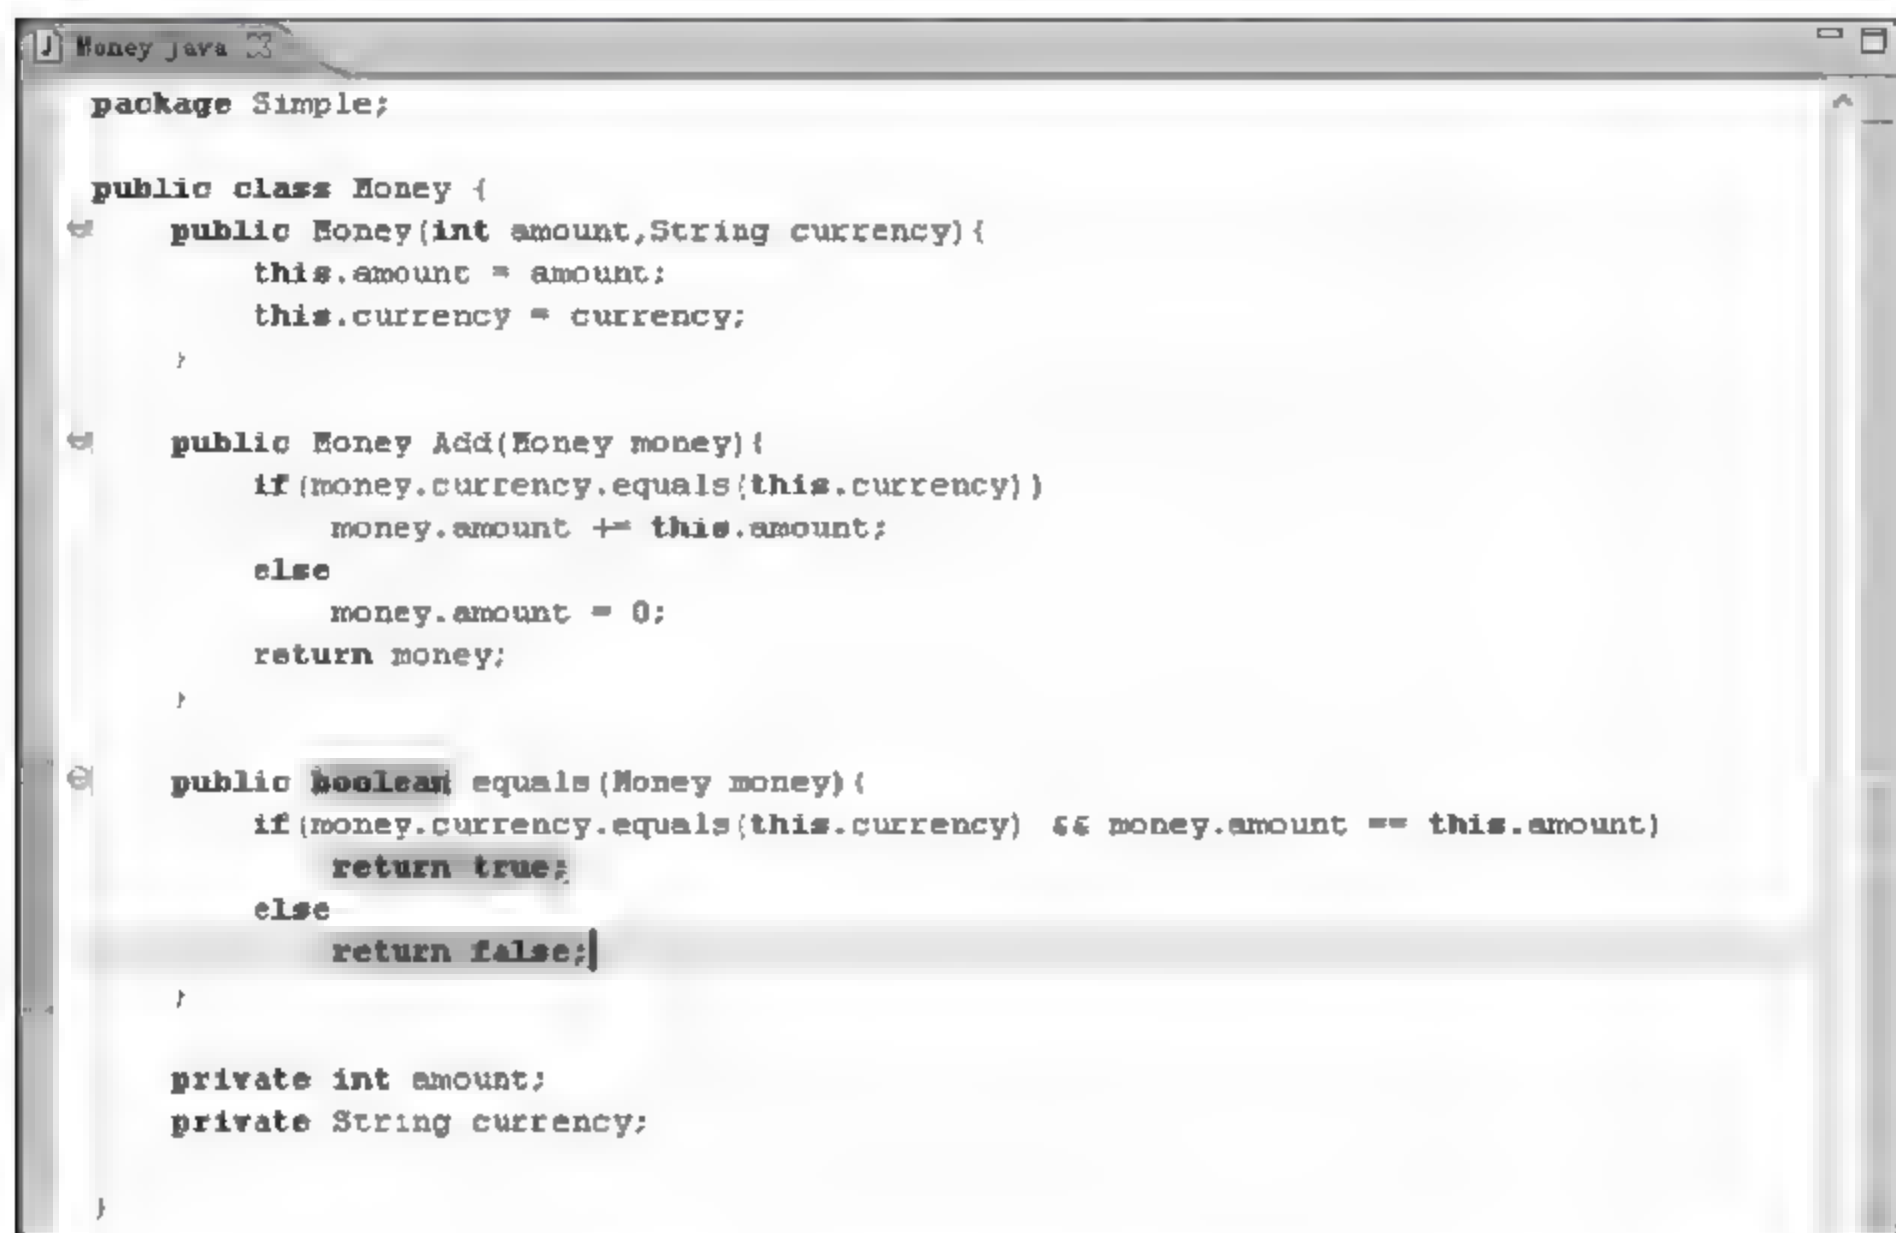 Money java
package Simple;
public class Money {
public Money(int amount,String currency){
this.amount = amount;
this.currency = currency;
}
public Money Add(Money money){
if(money.currency.equals(this.currency))
money.amount += this.amount;
else
money.amount = 0;
return money;
}
public boolean equals(Money money){
if(money.currency.equals(this.currency) && money.amount == this.amount)
return true;
else
return false;
}
private int amount;
private String currency;
}